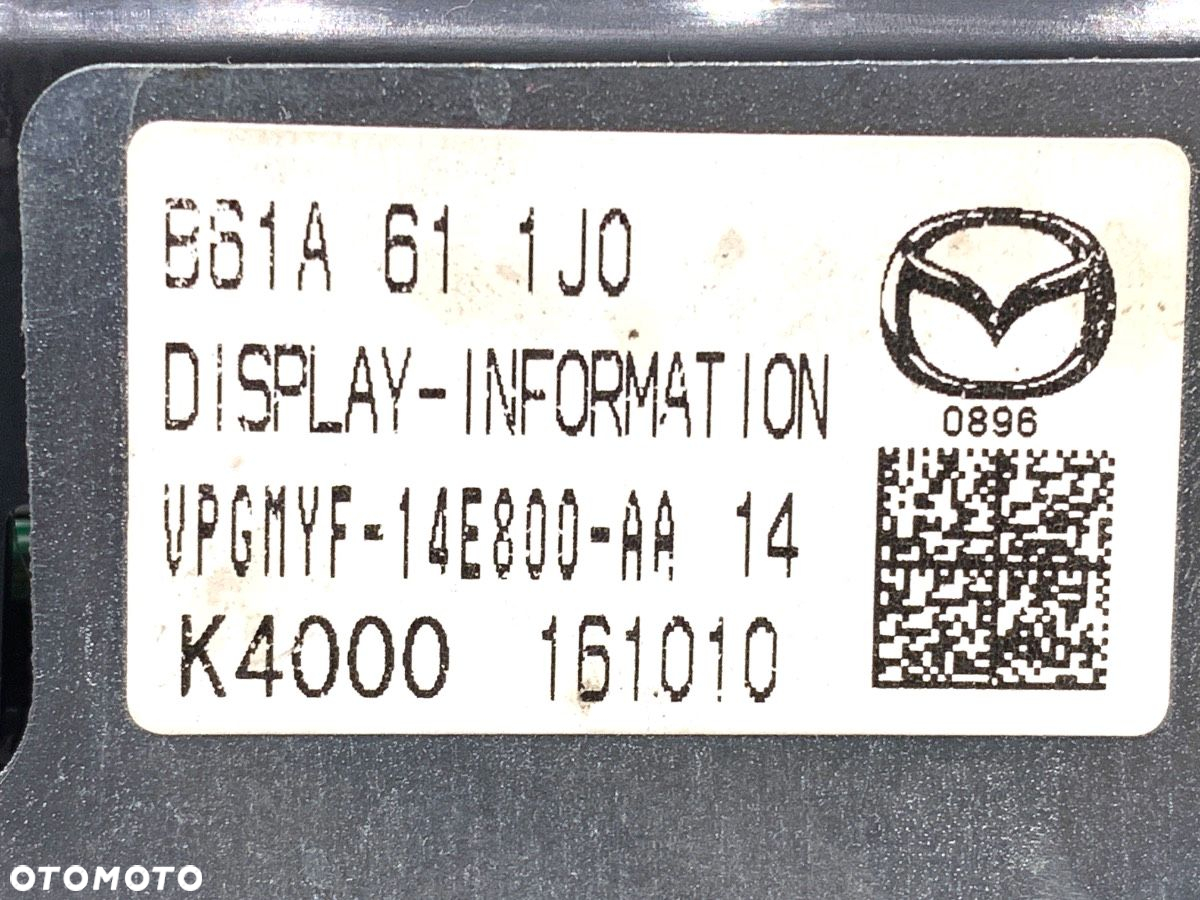 B61A 61 1J0
DISPLAY-INFORMATION
VPGMYF-14E800-AA 14
K4000 161010
0896
OTOMOTO